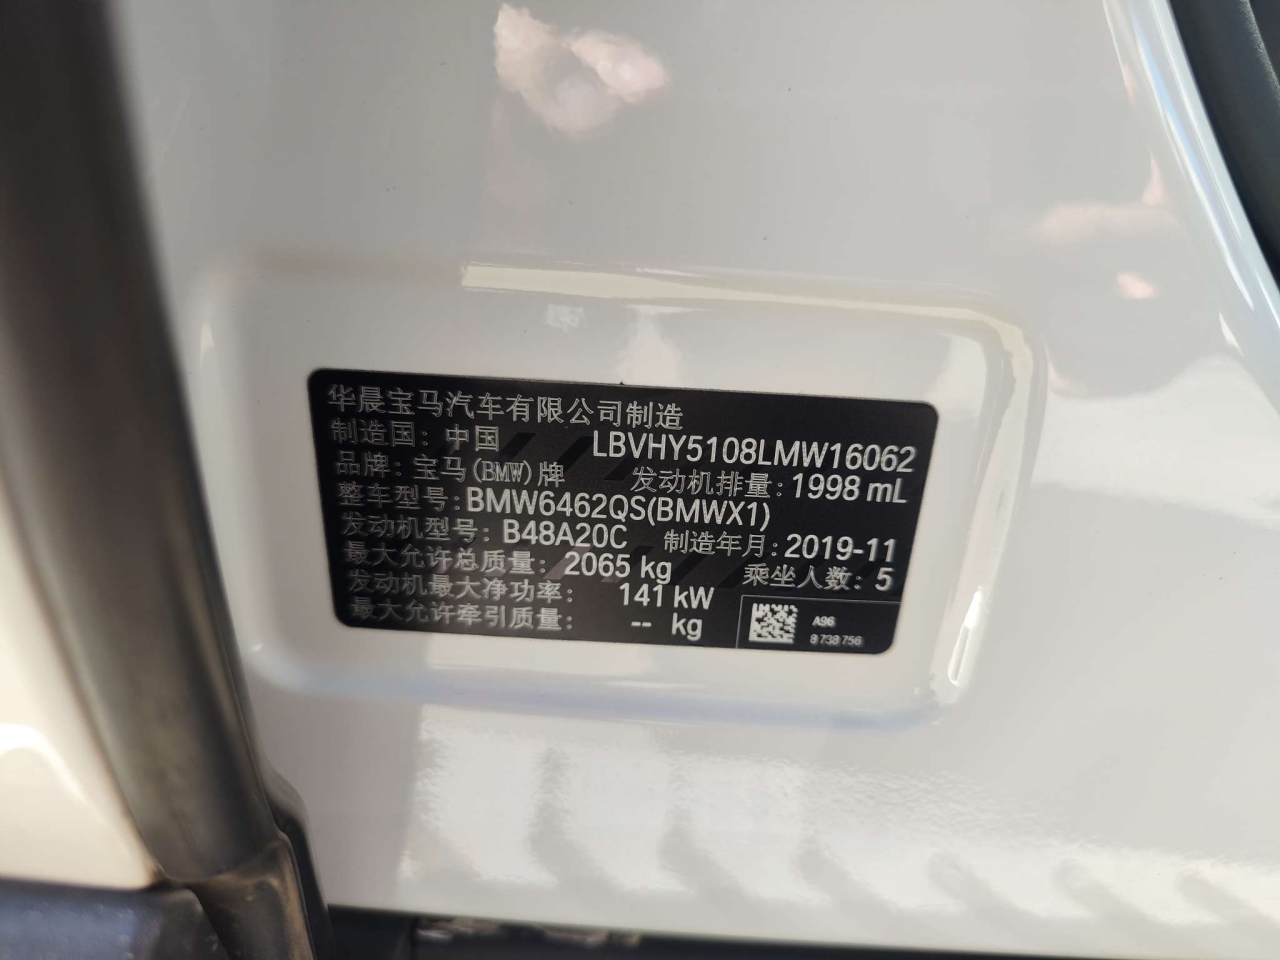 华晨宝马汽车有限公司制造
制造国：中国 LBVHY5108LMW16062
品牌：宝马(BMW)牌 发动机排量：1998 mL
整车型号：BMW6462QS(BMWX1)
发动机型号：B48A20C 制造年月：2019-11
最大允许总质量：2065 kg 乘坐人数：5
发动机最大净功率：141 kW
最大允许牵引质量：-- kg
A96
8 738 756